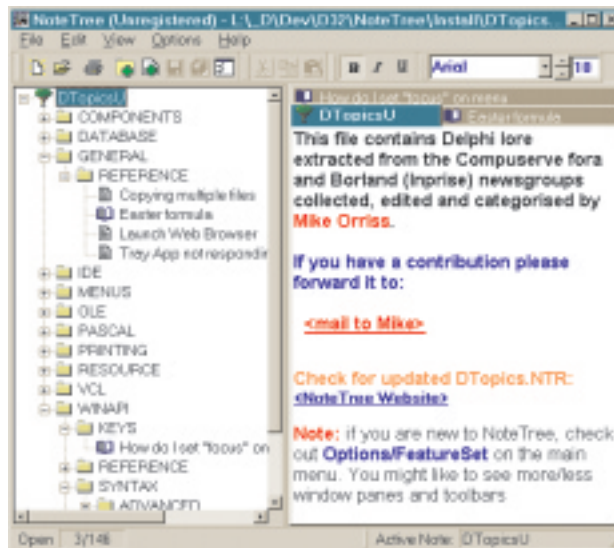 NoteTree (Unregistered) - L:\_D\Dev\D32\NoteTree\Install\DTopics...
File Edit View Options Help
B I U Arial 10
DTopicsU
COMPONENTS
DATABASE
GENERAL
REFERENCE
Copying multiple files
Easter formula
Launch Web Browser
Tray App not respondin
IDE
MENUS
OLE
PASCAL
PRINTING
RESOURCE
VCL
WINAPI
KEYS
How do I set "focus" on
REFERENCE
SYNTAX
ADVANCED
How do I set "focus" on menu
DTopicsU Easter formula
This file contains Delphi lore
extracted from the Compuserve fora
and Borland (Inprise) newsgroups
collected, edited and categorised by
Mike Orriss.
If you have a contribution please
forward it to:
<mail to Mike>
Check for updated DTopics.NTR:
<NoteTree Website>
Note: if you are new to NoteTree, check
out Options/FeatureSet on the main
menu. You might like to see more/less
window panes and toolbars
Open 3/146 Active Note: DTopicsU